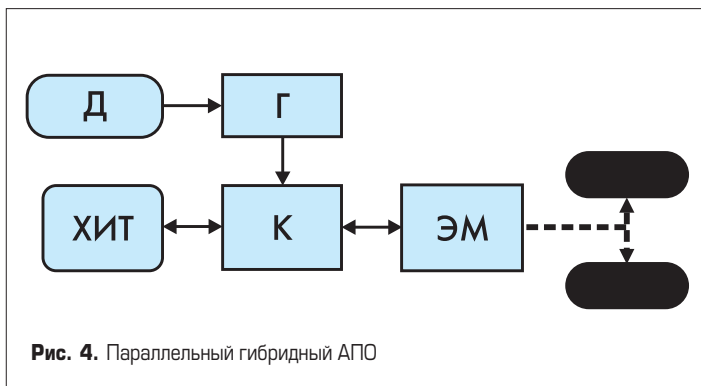 Д
Г
ХИТ
К
ЭМ
Рис. 4. Параллельный гибридный АПО